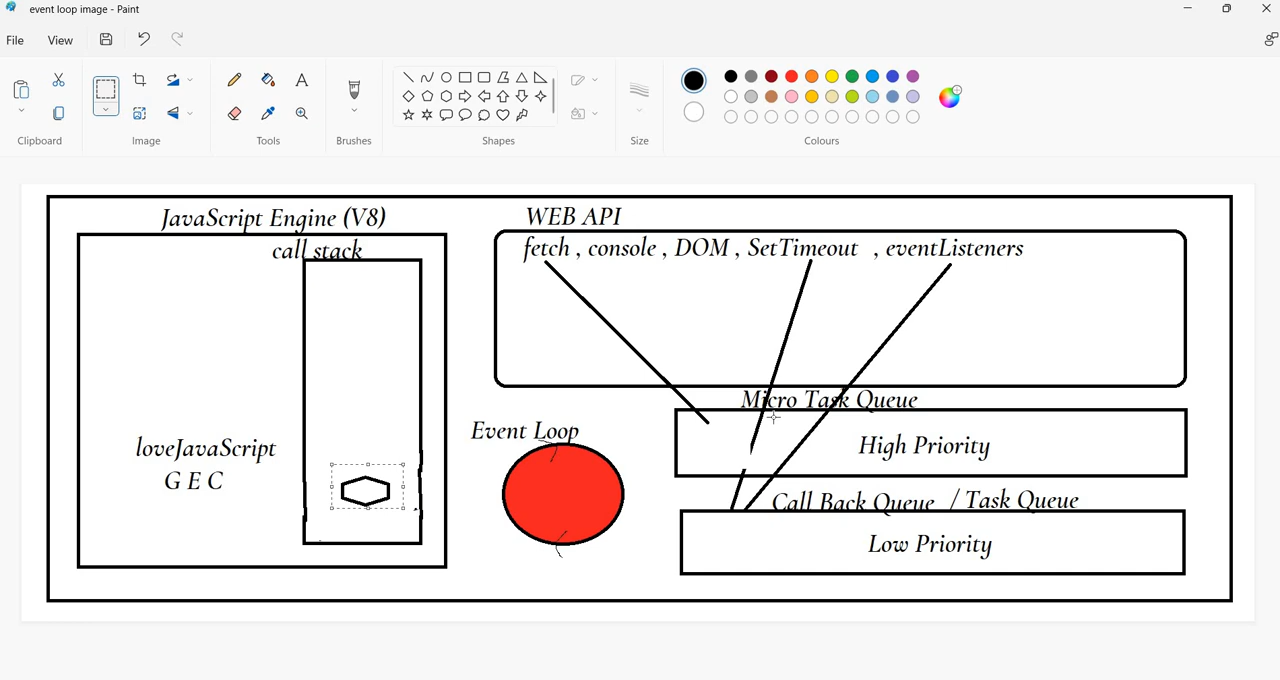 event loop image - Paint
File View
Clipboard Image Tools Brushes Shapes Size Colours
JavaScript Engine (V8)
call stack
loveJavaScript
G E C
WEB API
fetch , console , DOM , SetTimeout , eventListeners
Event Loop
Micro Task Queue
High Priority
Call Back Queue / Task Queue
Low Priority